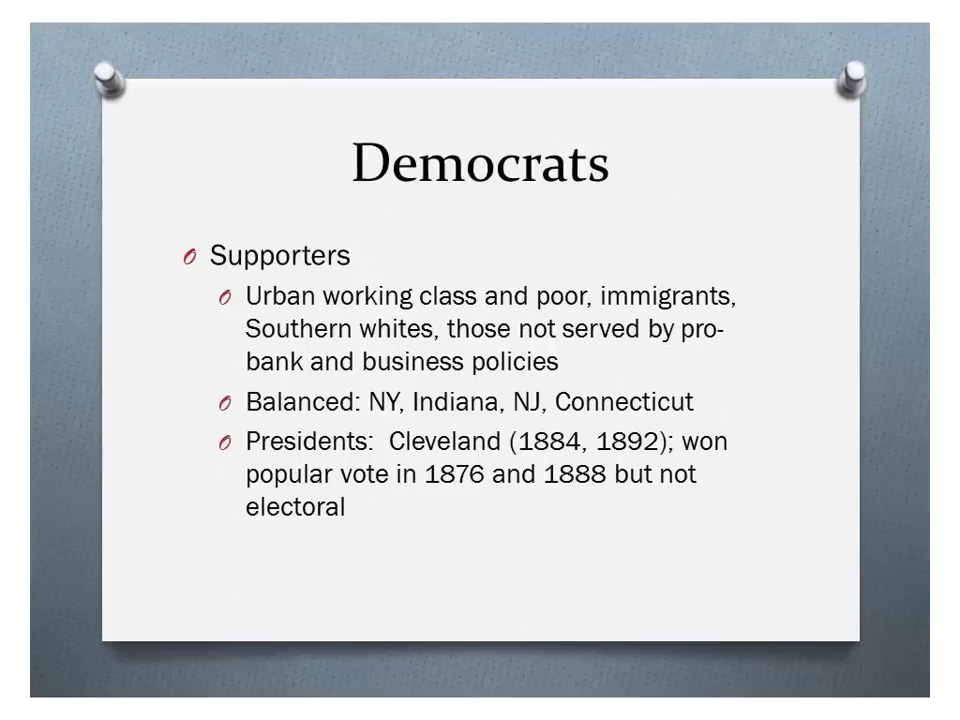 Democrats
Supporters
Urban working class and poor, immigrants,
Southern whites, those not served by pro-
bank and business policies
Balanced: NY, Indiana, NJ, Connecticut
Presidents:  Cleveland (1884, 1892); won
popular vote in 1876 and 1888 but not
electoral